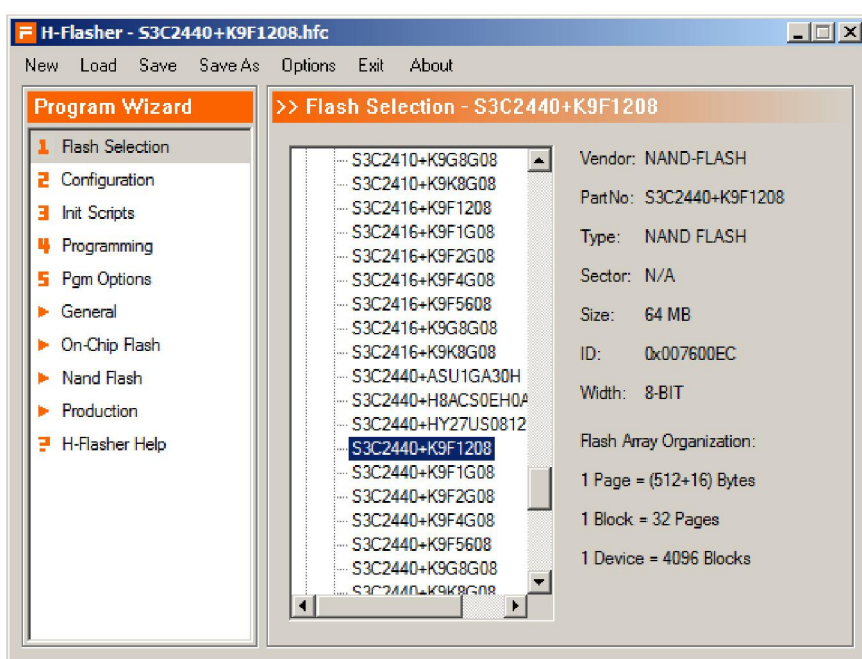 H-Flasher - S3C2440+K9F1208.hfc
New Load Save Save As Options Exit About
Program Wizard
1 Flash Selection
2 Configuration
3 Init Scripts
4 Programming
5 Pgm Options
General
On-Chip Flash
Nand Flash
Production
? H-Flasher Help
>> Flash Selection - S3C2440+K9F1208
S3C2410+K9G8G08
S3C2410+K9K8G08
S3C2416+K9F1208
S3C2416+K9F1G08
S3C2416+K9F2G08
S3C2416+K9F4G08
S3C2416+K9F5608
S3C2416+K9G8G08
S3C2416+K9K8G08
S3C2440+ASU1GA30H
S3C2440+H8ACS0EH0A
S3C2440+HY27US0812
S3C2440+K9F1208
S3C2440+K9F1G08
S3C2440+K9F2G08
S3C2440+K9F4G08
S3C2440+K9F5608
S3C2440+K9G8G08
S3C2440+K9K8G08
Vendor: NAND-FLASH
PartNo: S3C2440+K9F1208
Type: NAND FLASH
Sector: N/A
Size: 64 MB
ID: 0x007600EC
Width: 8-BIT
Flash Array Organization:
1 Page = (512+16) Bytes
1 Block = 32 Pages
1 Device = 4096 Blocks